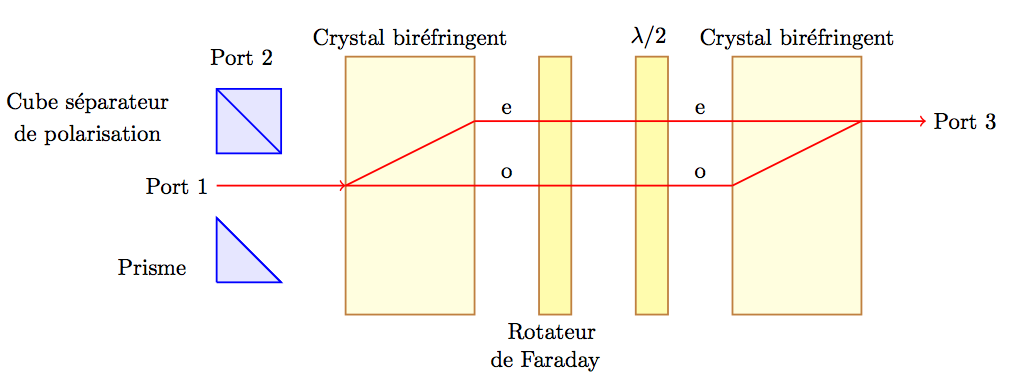 Crystal biréfringent
λ/2
Crystal biréfringent
Port 2
Cube séparateur
de polarisation
e
e
Port 3
o
o
Port 1
Prisme
Rotateur
de Faraday